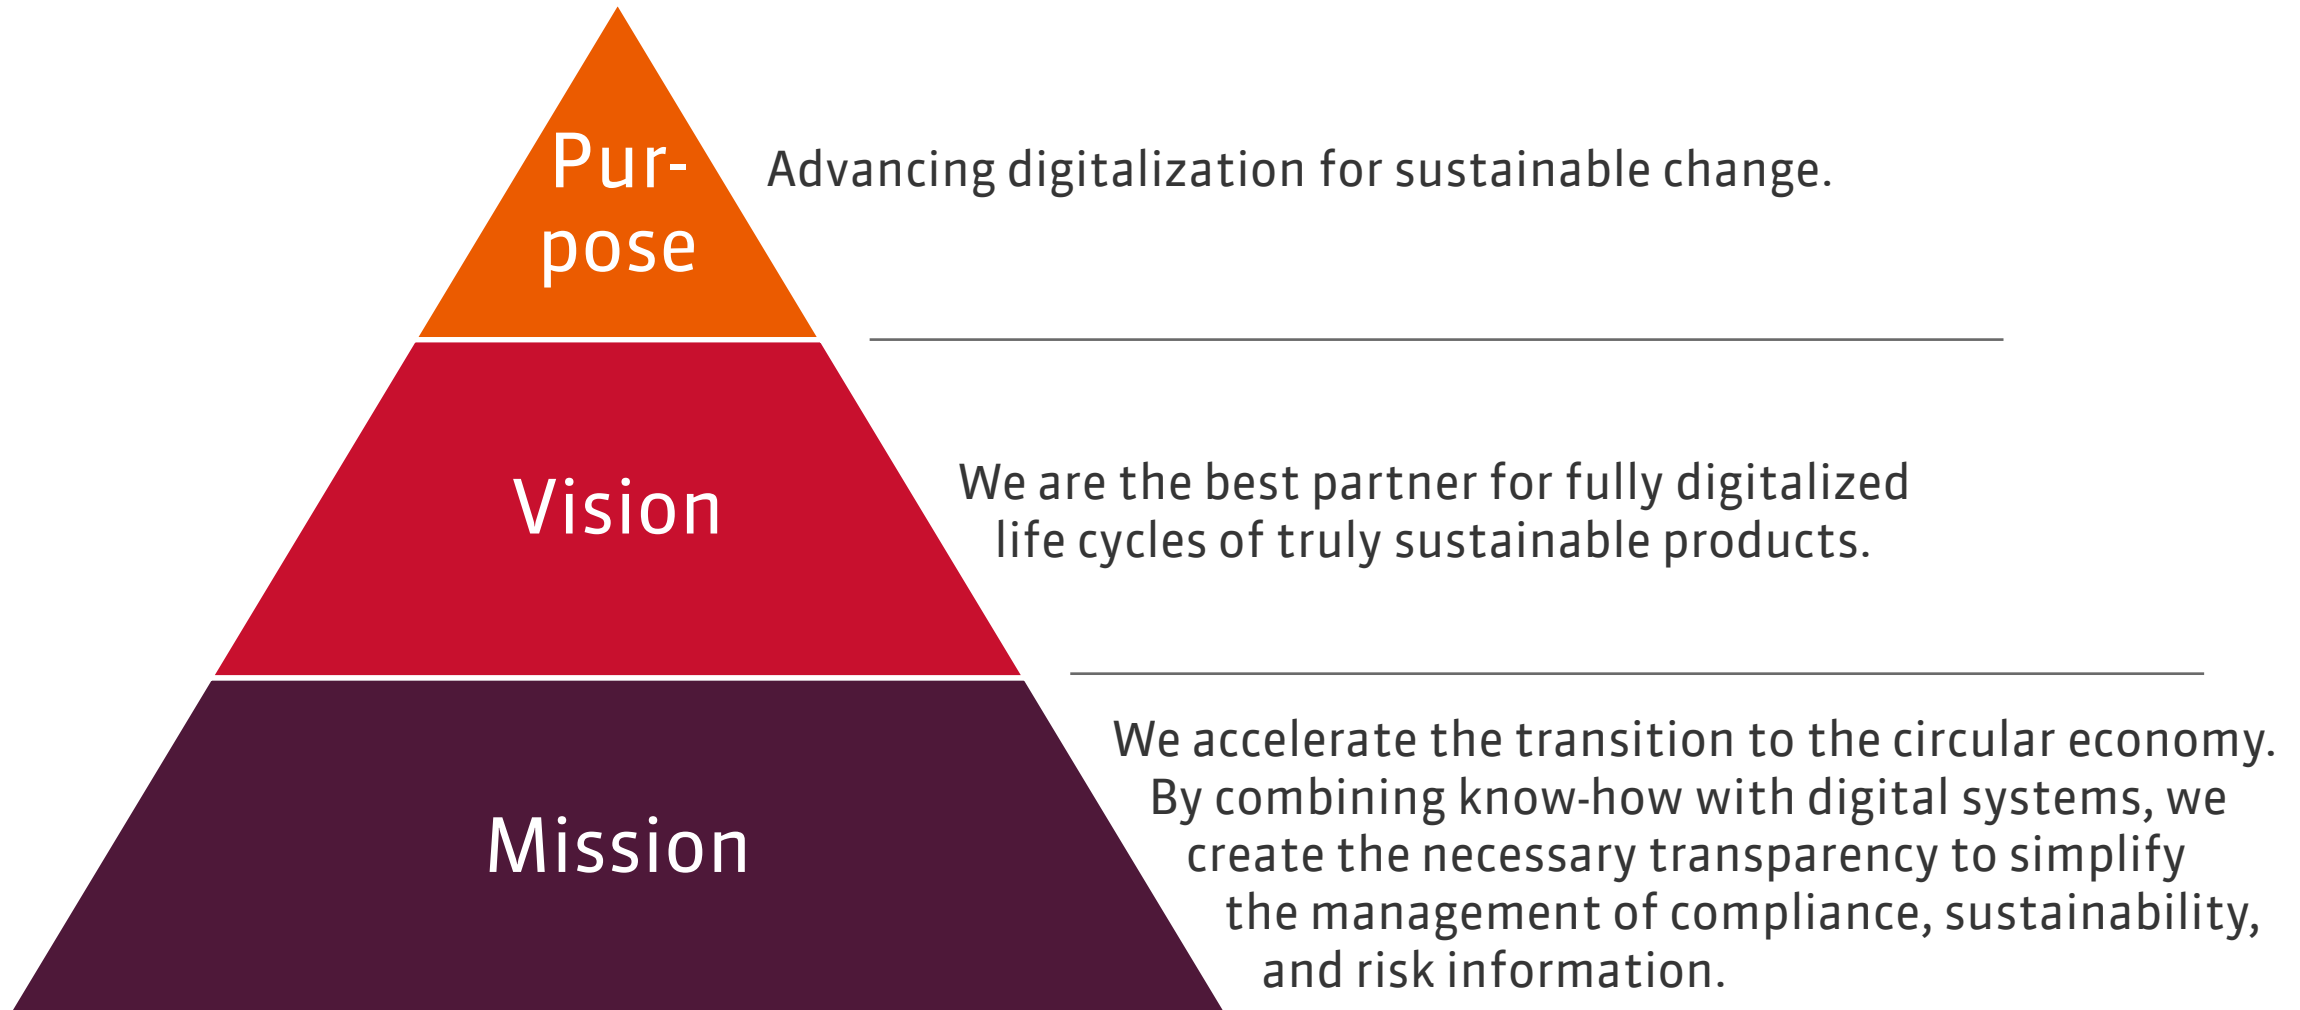 Pur-
pose
Advancing digitalization for sustainable change.
Vision
We are the best partner for fully digitalized
life cycles of truly sustainable products.
Mission
We accelerate the transition to the circular economy.
By combining know-how with digital systems, we
create the necessary transparency to simplify
the management of compliance, sustainability,
and risk information.